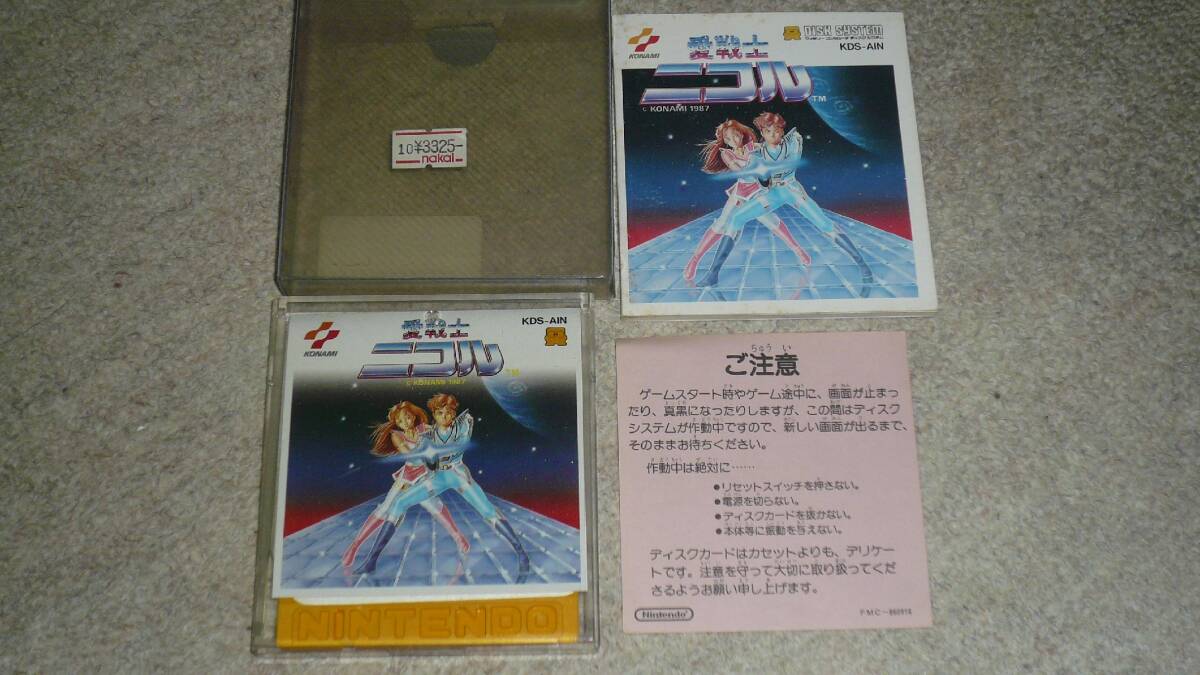 10¥3325-
nakai
KONAMI
愛戦士
ニコル
TM
© KONAMI 1987
DISK SYSTEM
KDS-AIN
KONAMI
愛戦士
ニコル
TM
© KONAMI 1987
KDS-AIN
NINTENDO
ちゅうい
ご注意
ゲームスタート時やゲーム途中に、画面が止まっ
たり、真黒になったりしますが、この間はディスク
システムが作動中ですので、新しい画面が出るまで、
そのままお待ちください。
作動中は絶対に……
●リセットスイッチを押さない。
●電源を切らない。
●ディスクカードを抜かない。
●本体等に振動を与えない。
ディスクカードはカセットよりも、デリケー
トです。注意を守って大切に取り扱ってくだ
さるようお願い申し上げます。
Nintendo